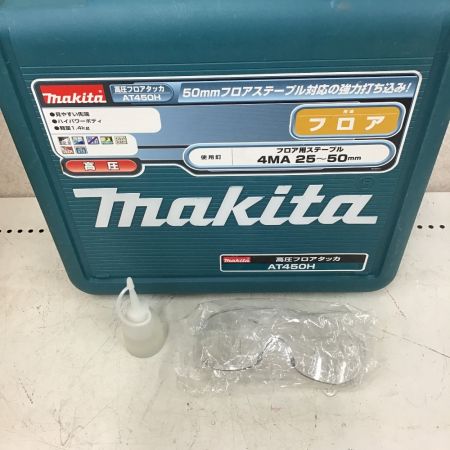 makita
高圧フロアタッカ
AT450H
50mmフロアステープル対応の強力打ち込み!
●見やすい先端
●ハイパワーボディ
●軽量1.4kg
フロア
高圧
使用釘
フロア用ステープル
4MA 25～50mm
makita
makita
高圧フロアタッカ
AT450H